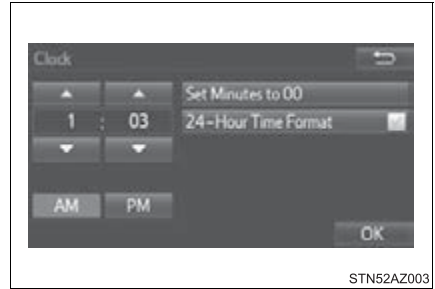 Clock
Set Minutes to 00
1 : 03
24-Hour Time Format
AM PM
OK
STN52AZ003